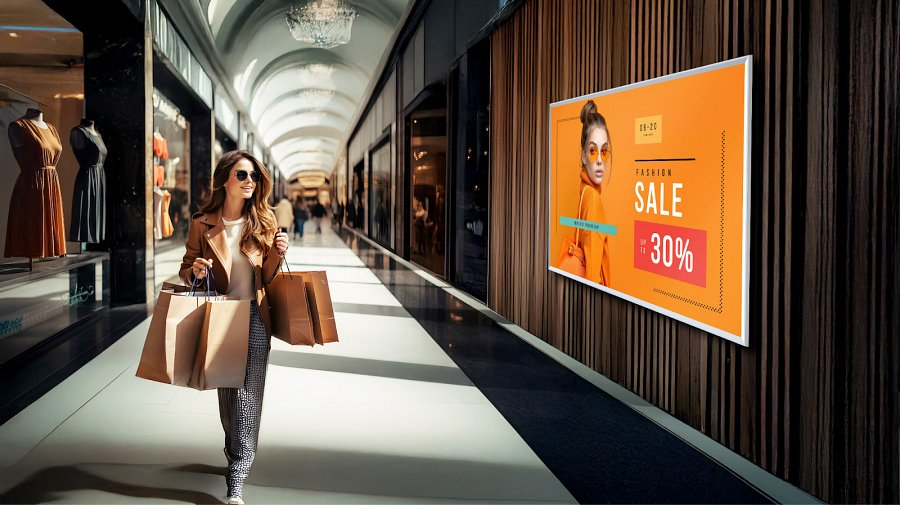 08-20
FASHION
SALE
UP
TO
30%